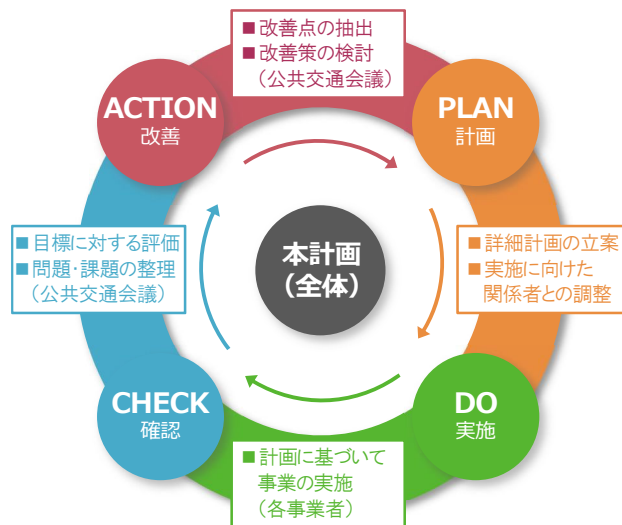 ■ 改善点の抽出
■ 改善策の検討
（公共交通会議）
ACTION
改善
PLAN
計画
■ 目標に対する評価
■ 問題・課題の整理
（公共交通会議）
本計画
（全体）
■ 詳細計画の立案
■ 実施に向けた
関係者との調整
CHECK
確認
DO
実施
■ 計画に基づいて
事業の実施
（各事業者）